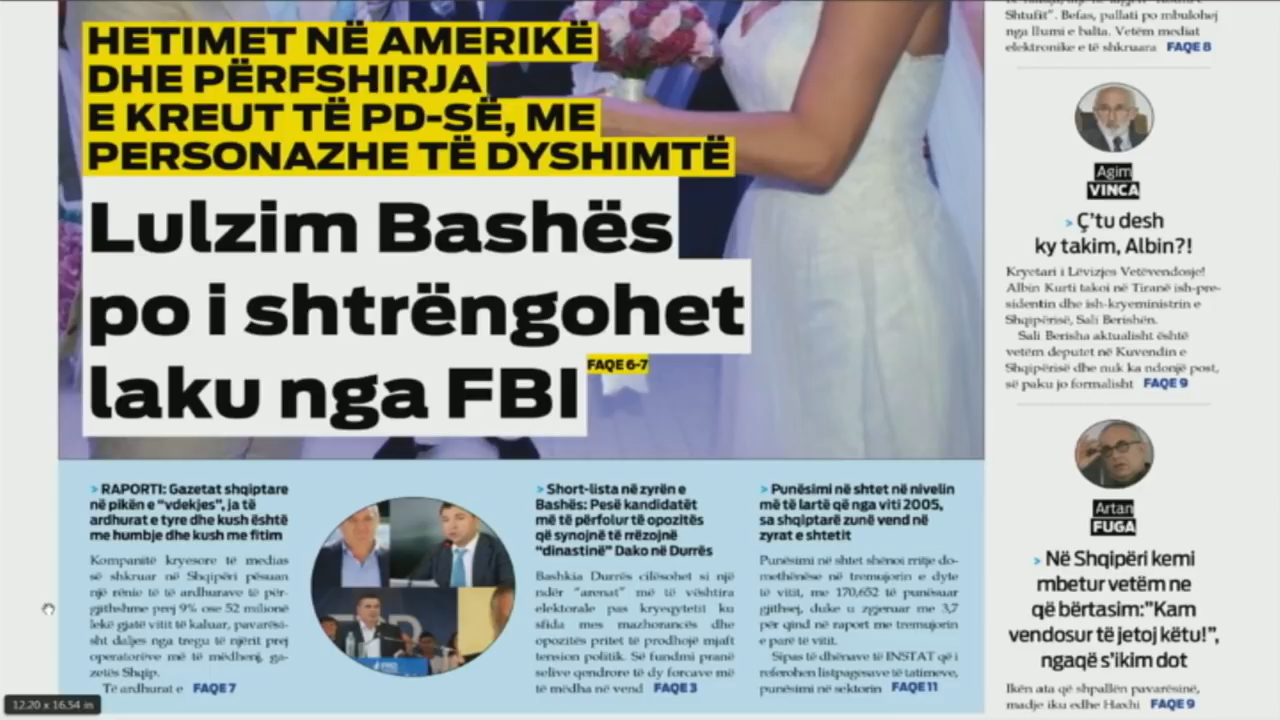 HETIMET NË AMERIKË
DHE PËRFSHIRJA
E KREUT TË PD-SË, ME
PERSONAZHE TË DYSHIMTË
Lulzim Bashës
po i shtrëngohet
laku nga FBI
FAQE 6-7
> RAPORTI: Gazetat shqiptare
në pikën e “vdekjes”, ja të
ardhurat e tyre dhe kush është
me humbje dhe kush me fitim
Kompanitë kryesore të medias
së shkruar në Shqipëri pësuan
një rënie të të ardhurave të për-
gjithshme prej 9% ose 52 milionë
lekë gjatë vitit të kaluar, pavarësi-
sht daljes nga tregu të njërit prej
operatorëve më të mëdhenj, ga-
zetës Shqip.
Të ardhurat e FAQE 7
> Short-lista në zyrën e
Bashës: Pesë kandidatët
më të përfolur të opozitës
që synojnë të rrëzojnë
“dinastinë” Dako në Durrës
Bashkia Durrës cilësohet si një
ndër “arenat” më të vështira
elektorale pas kryeqytetit ku
sfida mes mazhorancës dhe
opozitës pritet të prodhojë mjaft
tension politik. Së fundmi pranë
selive qendrore të dy forcave më
të mëdha në vend FAQE 3
> Punësimi në shtet në nivelin
më të lartë që nga viti 2005,
sa shqiptarë zunë vend në
zyrat e shtetit
Punësimi në shtet shënoi rritje do-
methënëse në tremujorin e dytë
të vitit, me 170,652 të punësuar
gjithsej, duke u zgjeruar me 3,7
për qind në raport me tremujorin
e parë të vitit.
Sipas të dhënave të INSTAT që i
referohen listpagesave të tatimeve,
punësimi në sektorin FAQE 11
Shtufit”. Befas, pallati po mbulohej
nga llumi e balta. Vetëm mediat
elektronike e të shkruara FAQE 8
Agim
VINCA
> Ç’tu desh
ky takim, Albin?!
Kryetari i Lëvizjes Vetëvendosje!
Albin Kurti takoi në Tiranë ish-pre-
sidentin dhe ish-kryeministrin e
Shqipërisë, Sali Berishën.
Sali Berisha aktualisht është
vetëm deputet në Kuvendin e
Shqipërisë dhe nuk ka ndonjë post,
së paku jo formalisht FAQE 9
Artan
FUGA
> Në Shqipëri kemi
mbetur vetëm ne
që bërtasim:”Kam
vendosur të jetoj këtu!”,
ngaqë s’ikim dot
Ikën ata që shpallën pavarësinë,
madje iku edhe Haxhi FAQE 9
12.20 x 16.54 in